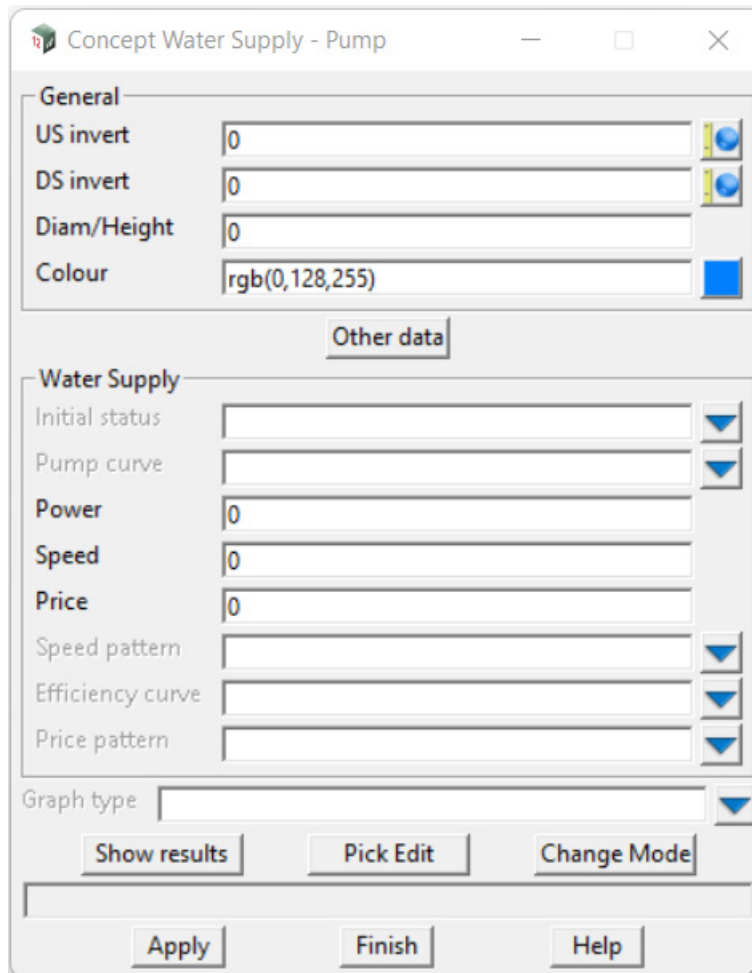 Concept Water Supply - Pump
General
US invert 0
DS invert 0
Diam/Height 0
Colour rgb(0,128,255)
Other data
Water Supply
Initial status
Pump curve
Power 0
Speed 0
Price 0
Speed pattern
Efficiency curve
Price pattern
Graph type
Show results Pick Edit Change Mode
Apply Finish Help